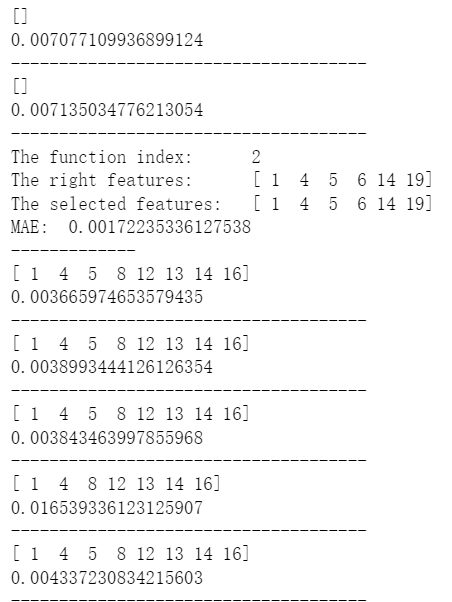 []
0.007077109936899124
-------------------------------------
[]
0.007135034776213054
-------------------------------------
The function index:      2
The right features:      [ 1  4  5  6 14 19]
The selected features:   [ 1  4  5  6 14 19]
MAE:  0.00172235336127538
-------------
[ 1  4  5  8 12 13 14 16]
0.003665974653579435
-------------------------------------
[ 1  4  5  8 12 13 14 16]
0.0038993444126126354
-------------------------------------
[ 1  4  5  8 12 13 14 16]
0.003843463997855968
-------------------------------------
[ 1  4  8 12 13 14 16]
0.016539336123125907
-------------------------------------
[ 1  4  5  8 12 13 14 16]
0.004337230834215603
-------------------------------------